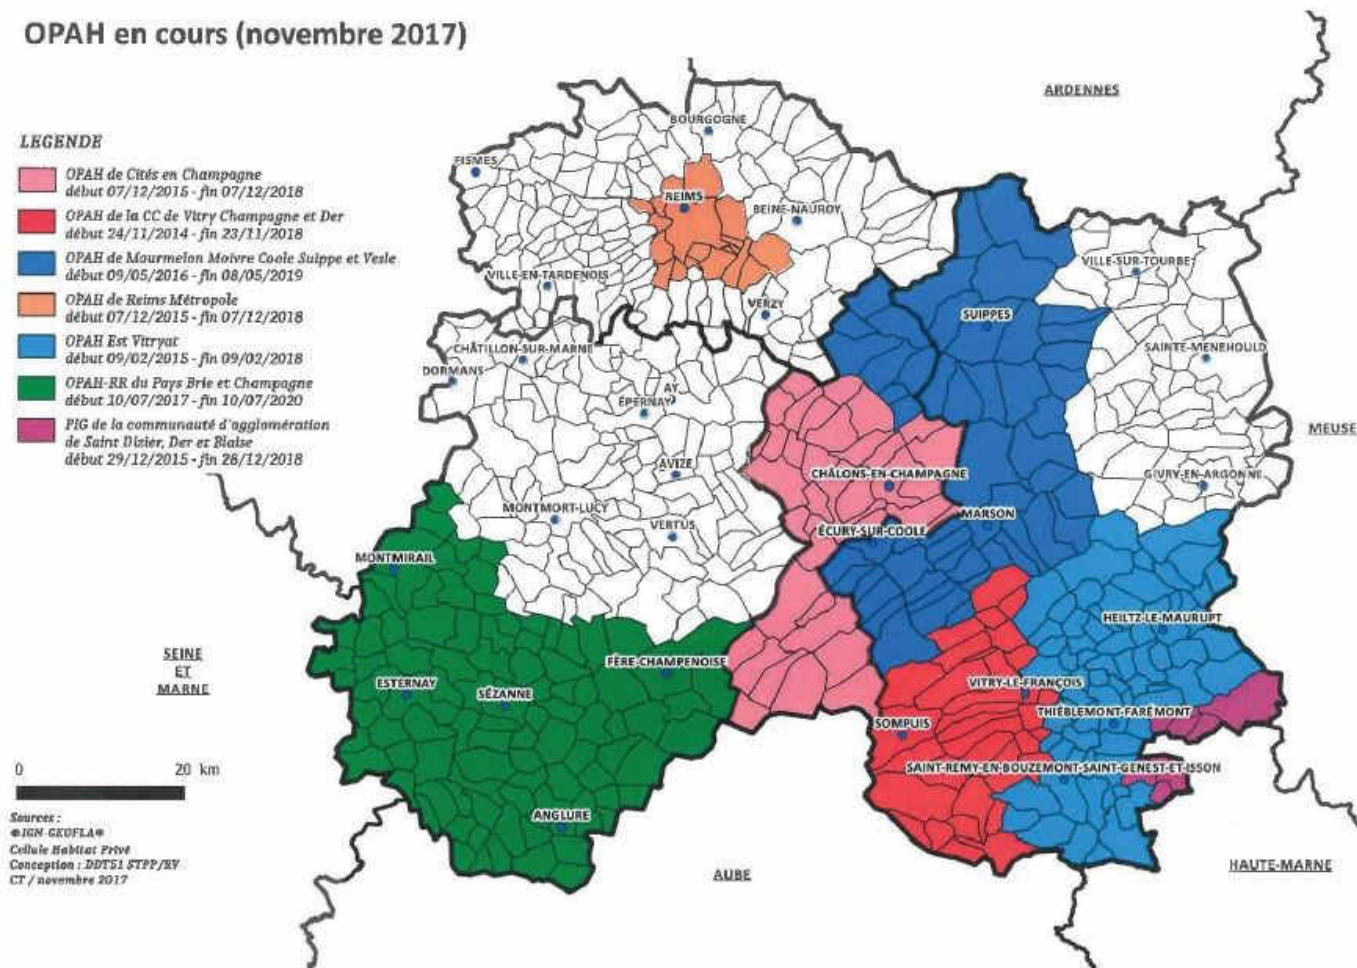 OPAH en cours (novembre 2017)
LEGENDE
OPAH de Cités en Champagne
début 07/12/2015 - fin 07/12/2018
OPAH de la CC de Vitry Champagne et Der
début 24/11/2014 - fin 23/11/2018
OPAH de Mourmelon Moivre Coole Suippe et Vesle
début 09/05/2016 - fin 08/05/2019
OPAH de Reims Métropole
début 07/12/2015 - fin 07/12/2018
OPAH Est Vitryat
début 09/02/2015 - fin 09/02/2018
OPAH-RR du Pays Brie et Champagne
début 10/07/2017 - fin 10/07/2020
PIG de la communauté d'agglomération
de Saint Dizier, Der et Blaise
début 29/12/2015 - fin 28/12/2018
ARDENNES
BOURGOGNE
FISMES
REIMS
BEINE-NAUROY
VILLE-EN-TARDENOIS
VILLE-SUR-TOURBE
VERZY
SUIPPES
CHÂTILLON-SUR-MARNE
SAINTE-MENEHOULD
DORMANS
AY
ÉPERNAY
MEUSE
AVIZE
CHÂLONS-EN-CHAMPAGNE
GIVRY-EN-ARGONNE
MONTMORT-LUCY
VERTUS
ÉCURY-SUR-COOLE
MARSON
MONTMIRAIL
HEILTZ-LE-MAURUPT
SEINE
ET
MARNE
FÈRE-CHAMPENOISE
ESTERNAY
SÉZANNE
VITRY-LE-FRANÇOIS
THIÉBLEMONT-FARÉMONT
SOMPUIS
SAINT-REMY-EN-BOUZEMONT-SAINT-GENEST-ET-ISSON
ANGLURE
AUBE
HAUTE-MARNE
0 20 km
Sources :
®IGN-GEOFLA®
Cellule Habitat Privé
Conception : DDT51 STPP/RV
CT / novembre 2017